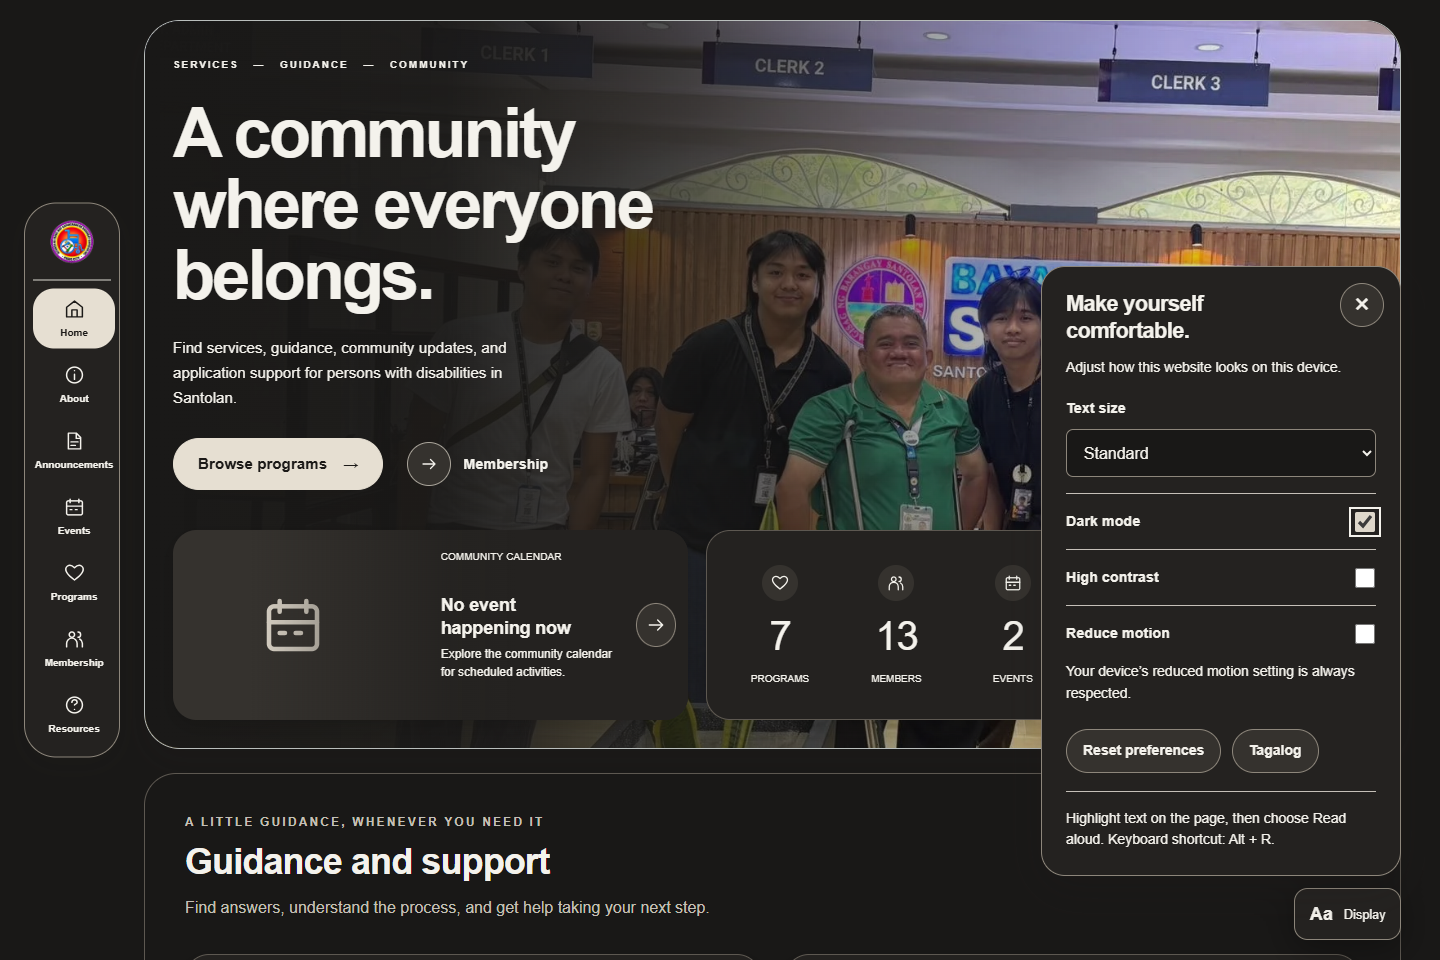 SERVICES — GUIDANCE — COMMUNITY
CLERK 1
CLERK 2
CLERK 3
A community
where everyone
belongs.
Find services, guidance, community updates, and
application support for persons with disabilities in
Santolan.
Browse programs →
Membership
Home
About
Announcements
Events
Programs
Membership
Resources
COMMUNITY CALENDAR
No event
happening now
Explore the community calendar
for scheduled activities.
7
PROGRAMS
13
MEMBERS
2
EVENTS
Make yourself
comfortable.
Adjust how this website looks on this device.
Text size
Standard
Dark mode
High contrast
Reduce motion
Your device’s reduced motion setting is always
respected.
Reset preferences
Tagalog
Highlight text on the page, then choose Read
aloud. Keyboard shortcut: Alt + R.
A LITTLE GUIDANCE, WHENEVER YOU NEED IT
Guidance and support
Find answers, understand the process, and get help taking your next step.
Aa Display